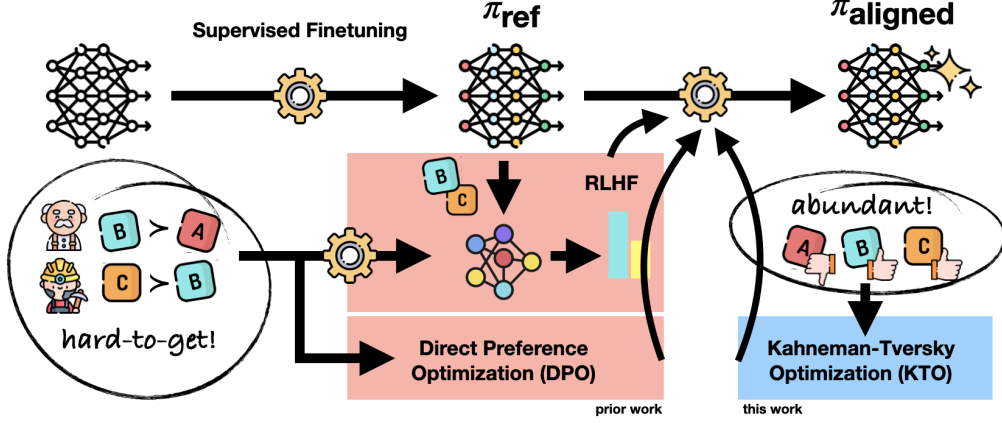 Supervised Finetuning
πref
πaligned
B
C
RLHF
B ≻ A
C ≻ B
hard-to-get!
abundant!
A B C
Direct Preference
Optimization (DPO)
Kahneman-Tversky
Optimization (KTO)
prior work
this work